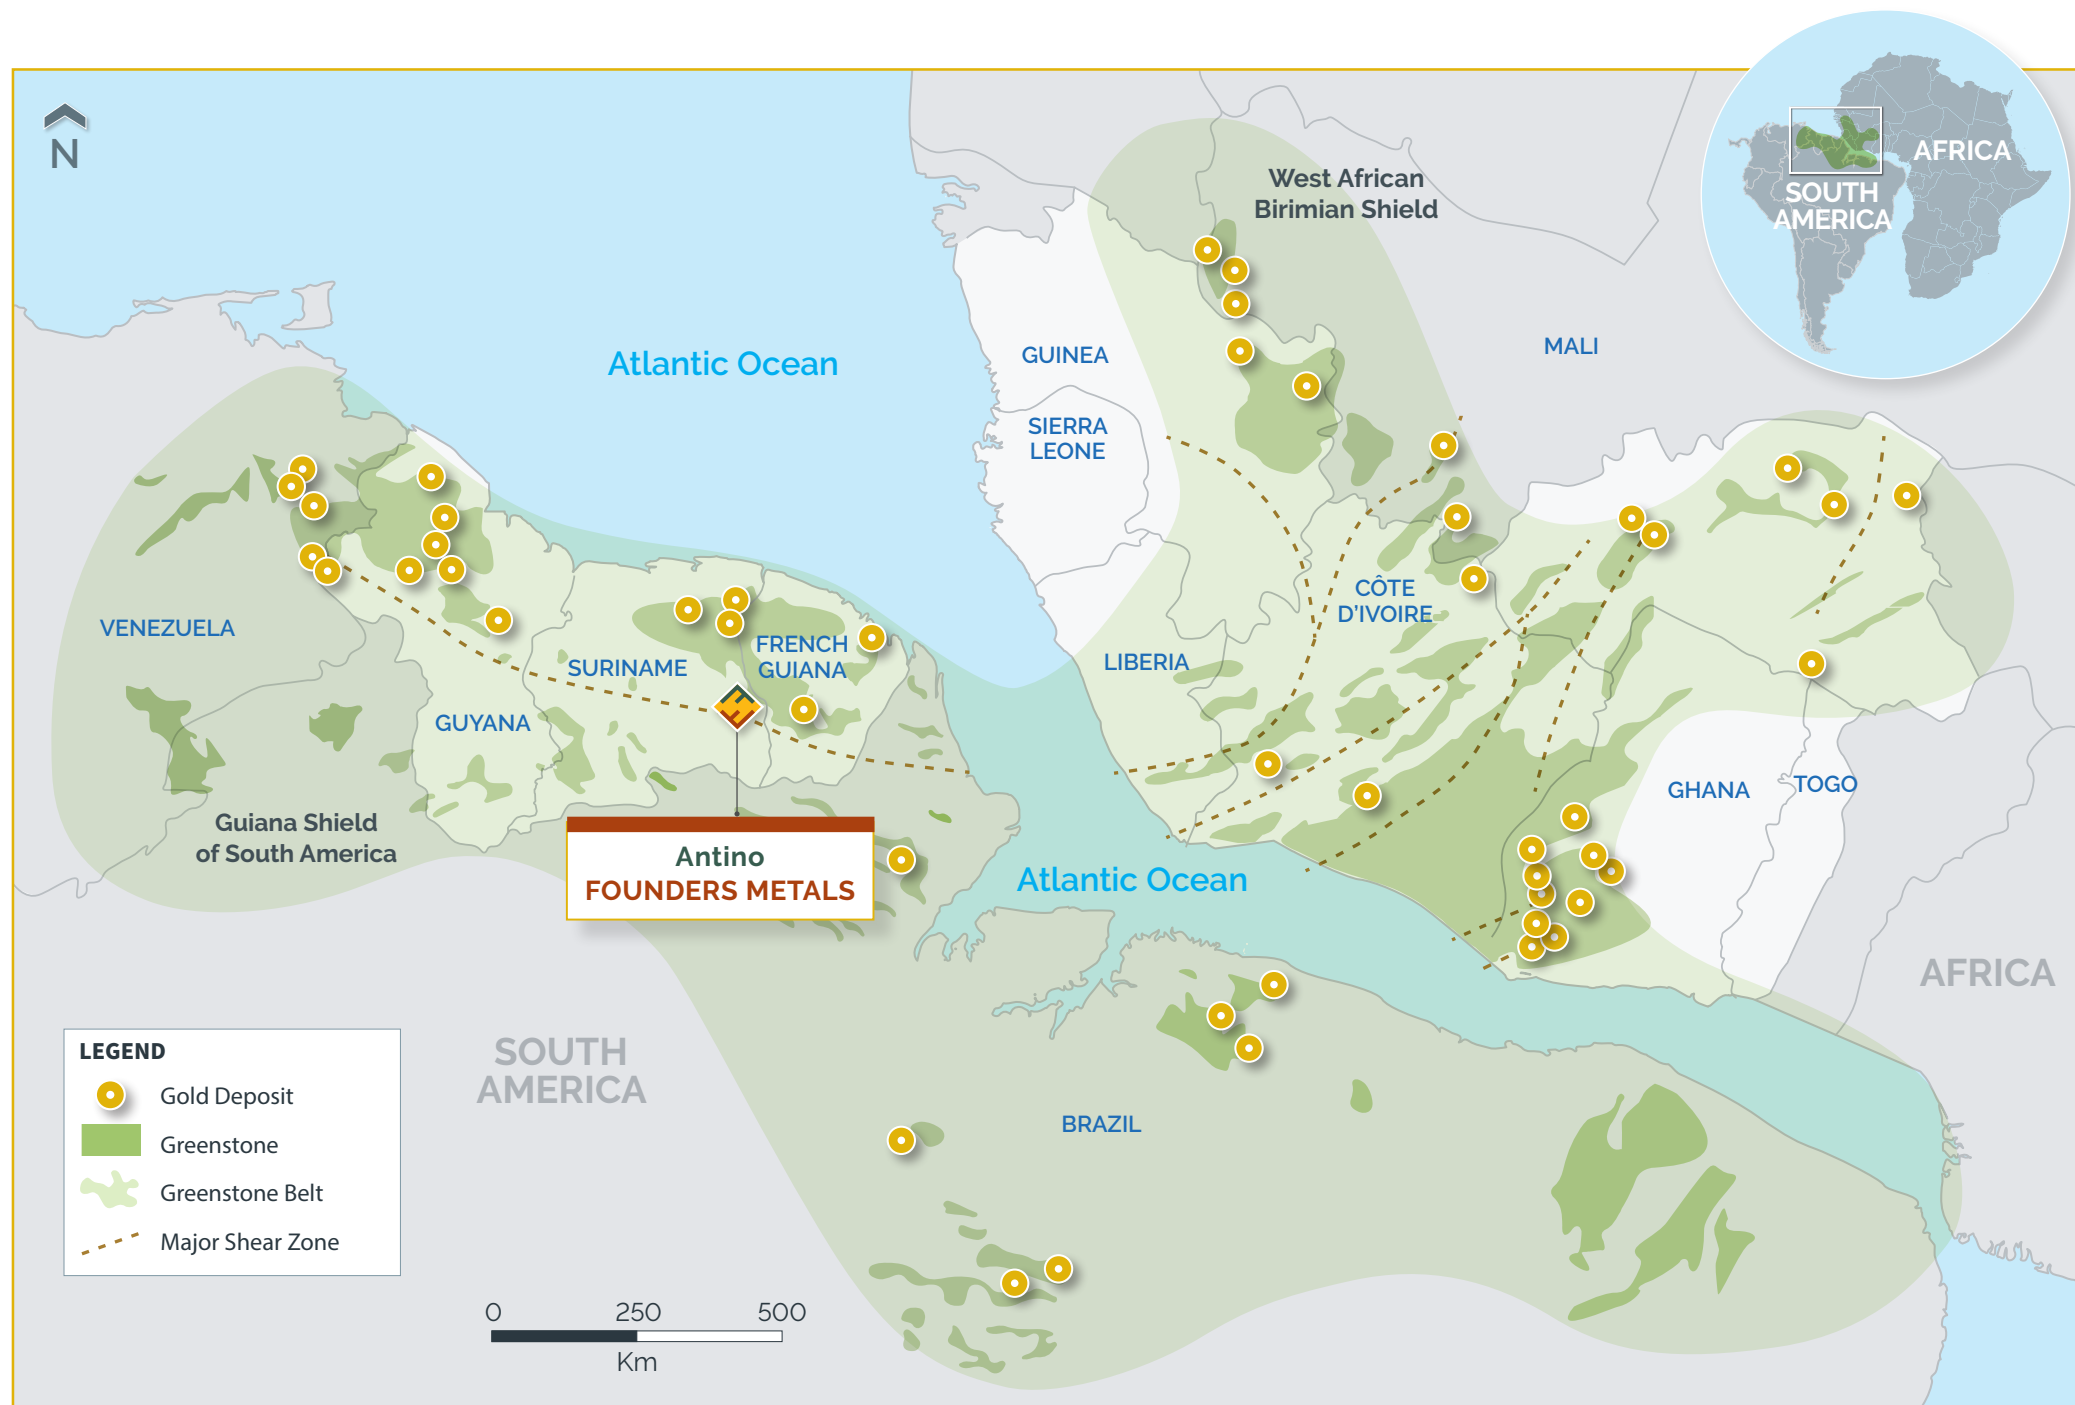 N
AFRICA
SOUTH
AMERICA
West African
Birimian Shield
Atlantic Ocean
GUINEA
MALI
SIERRA
LEONE
VENEZUELA
CÔTE
D'IVOIRE
FRENCH
GUIANA
SURINAME
LIBERIA
GUYANA
GHANA
TOGO
Guiana Shield
of South America
Antino
FOUNDERS METALS
Atlantic Ocean
AFRICA
SOUTH
AMERICA
BRAZIL
LEGEND
Gold Deposit
Greenstone
Greenstone Belt
Major Shear Zone
0 250 500
Km